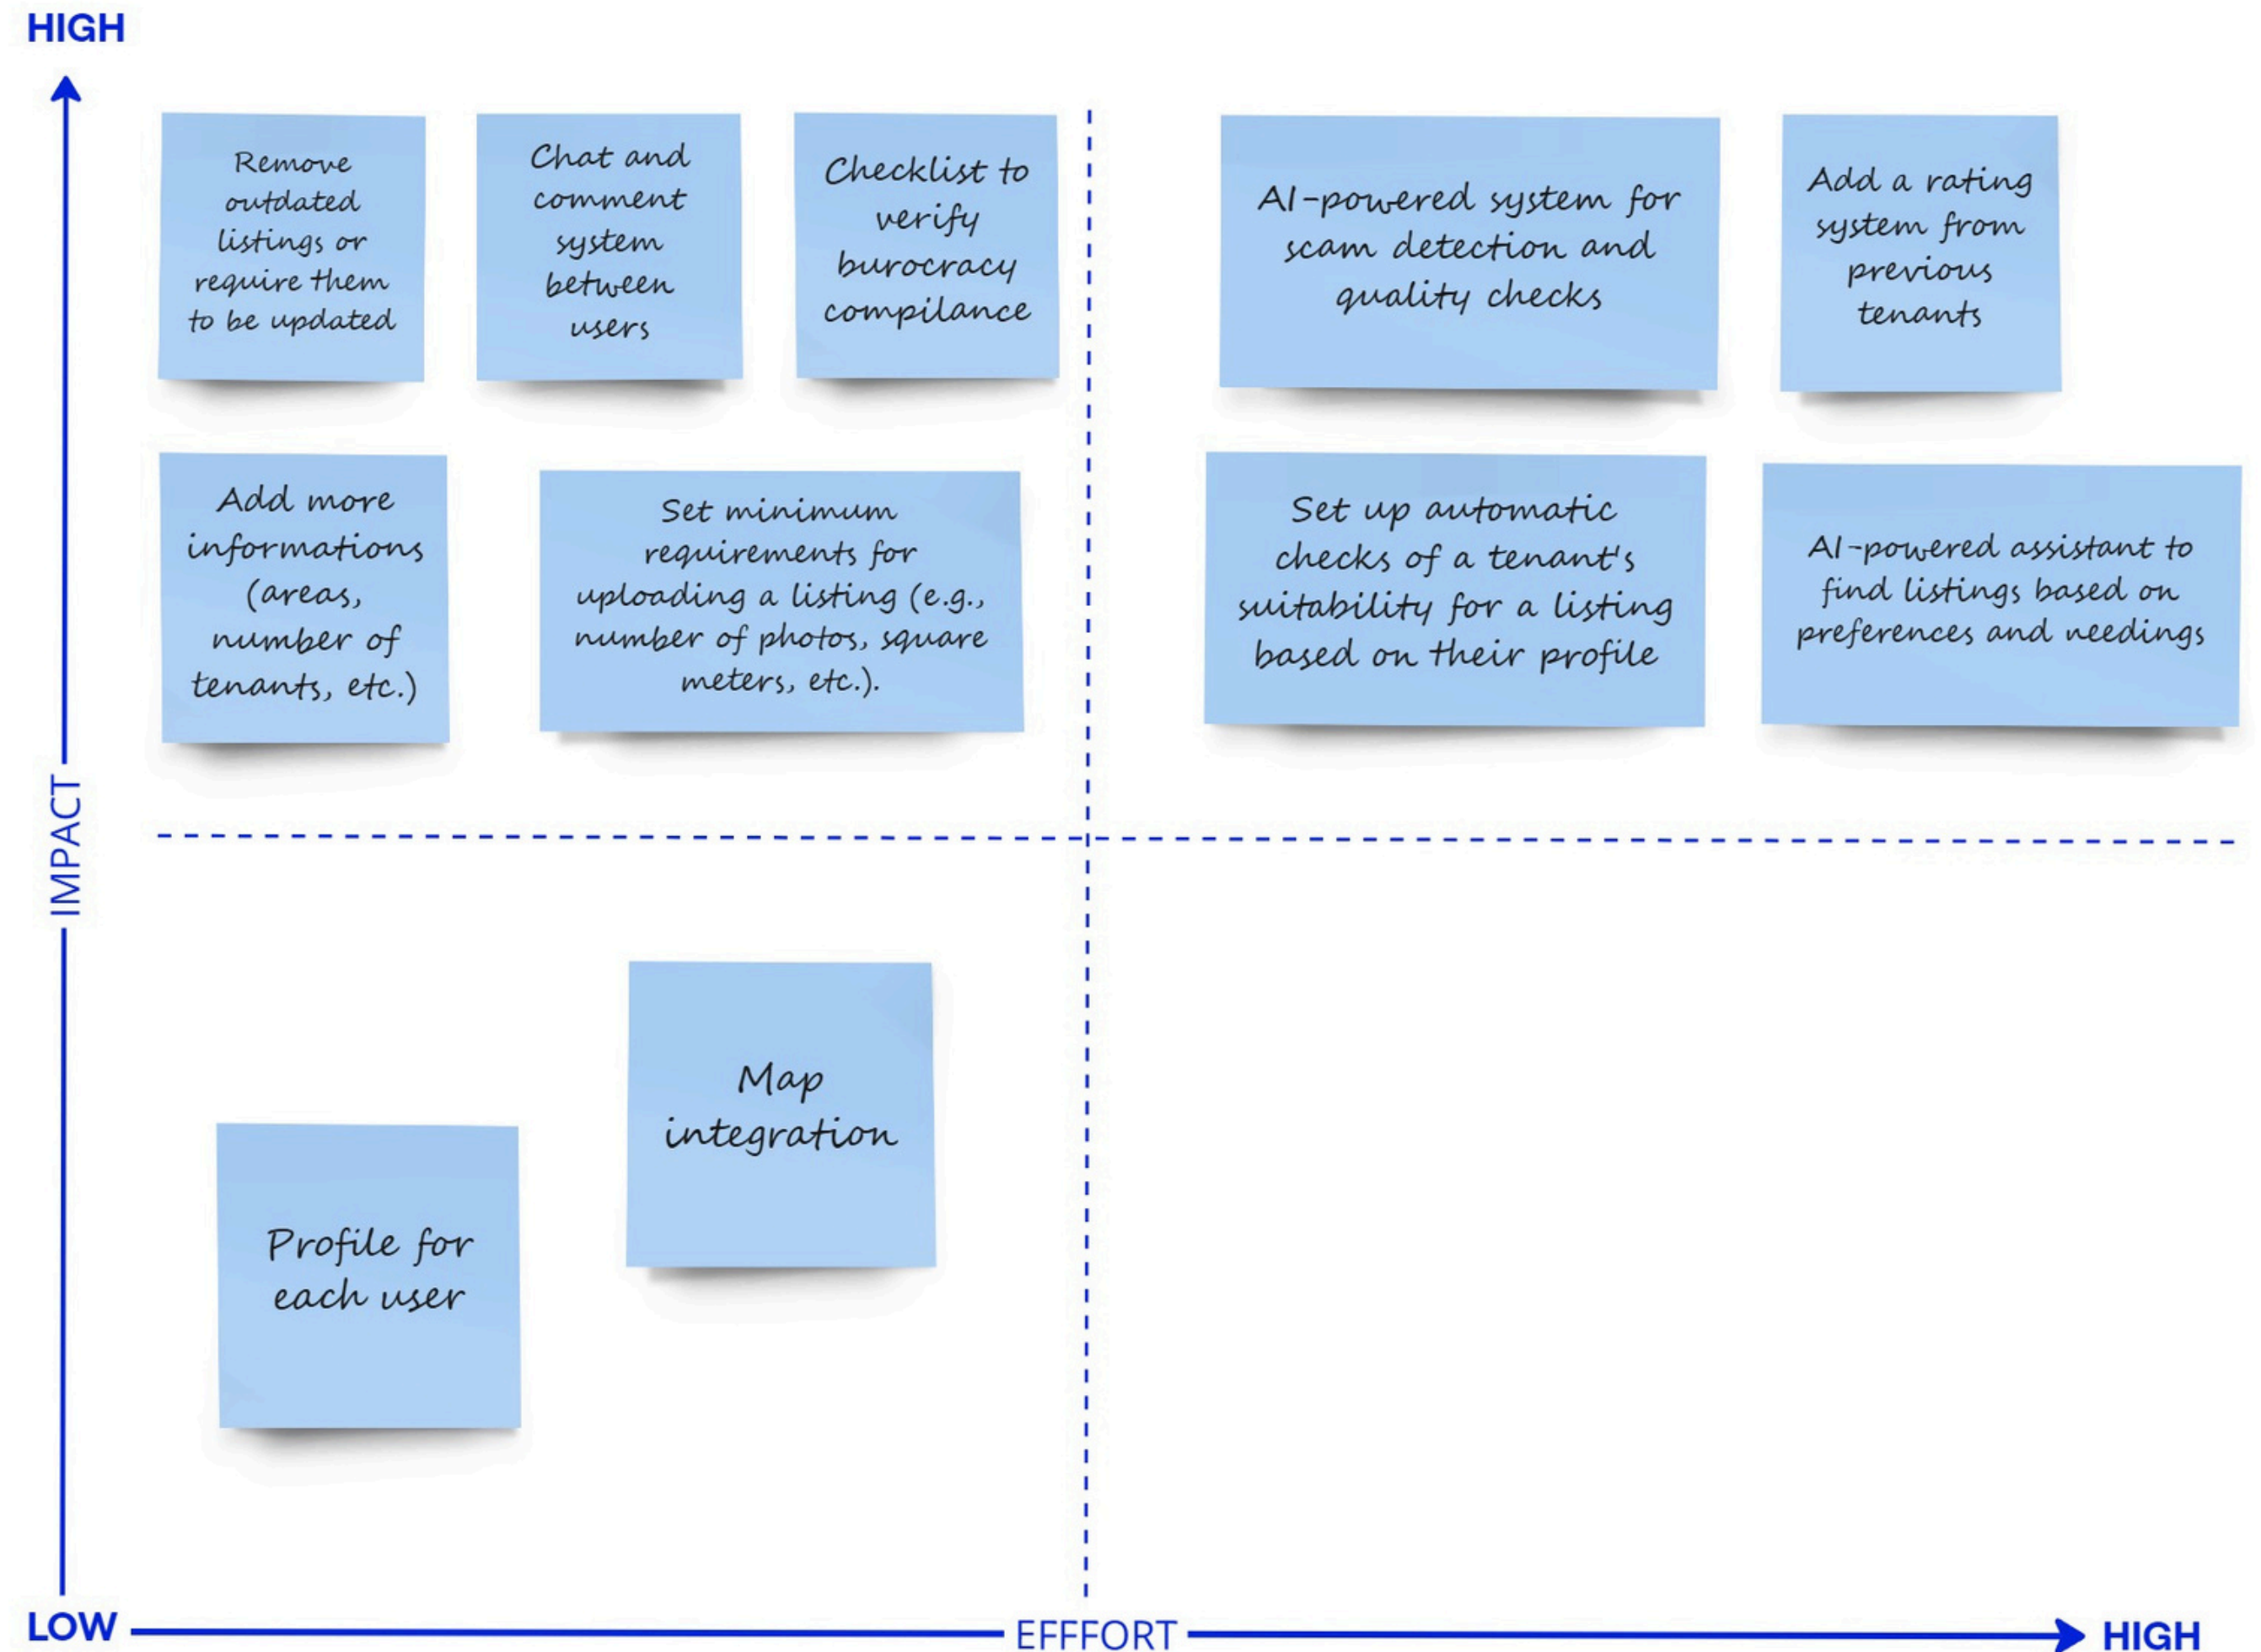 HIGH
Remove
outdated
listings or
require them
to be updated
Chat and
comment
system
between
users
Checklist to
verify
burocracy
compilance
AI-powered system for
scam detection and
quality checks
Add a rating
system from
previous
tenants
Add more
informations
(areas,
number of
tenants, etc.)
Set minimum
requirements for
uploading a listing (e.g.,
number of photos, square
meters, etc.).
Set up automatic
checks of a tenant's
suitability for a listing
based on their profile
AI-powered assistant to
find listings based on
preferences and needings
IMPACT
Map
integration
Profile for
each user
LOW
EFFFORT
HIGH